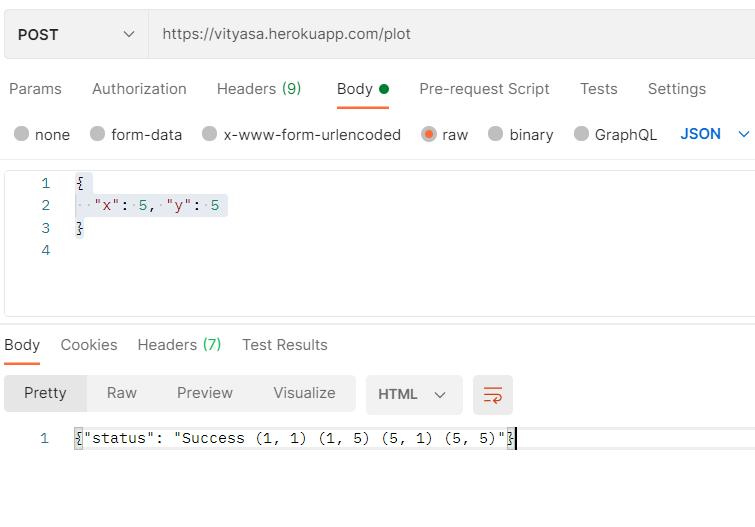 POST https://vityasa.herokuapp.com/plot
Params Authorization Headers (9) Body Pre-request Script Tests Settings
none form-data x-www-form-urlencoded raw binary GraphQL JSON
1 {
2 "x": 5, "y": 5
3 }
4
Body Cookies Headers (7) Test Results
Pretty Raw Preview Visualize HTML
1 {"status": "Success (1, 1) (1, 5) (5, 1) (5, 5)"}